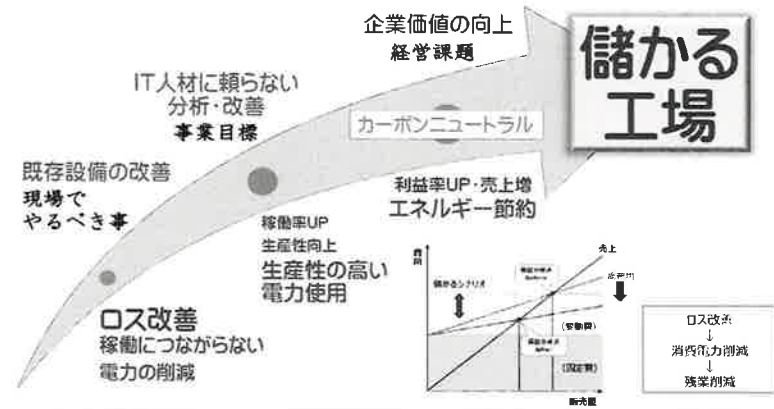 企業価値の向上
経営課題
儲かる
工場
IT人材に頼らない
分析・改善
事業目標
カーボンニュートラル
既存設備の改善
現場で
やるべき事
利益率UP・売上増
エネルギー節約
稼働率UP
生産性向上
生産性の高い
電力使用
ロス改善
稼働につながらない
電力の削減
費用
売上
儲かるシナリオ
(変動費)
(固定費)
販売量
ロス改善
↓
消費電力削減
↓
残業削減